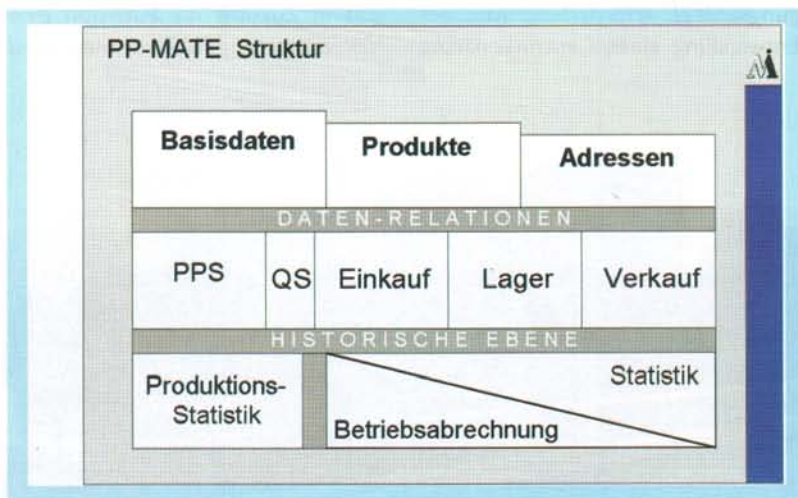 PP-MATE Struktur
Basisdaten Produkte Adressen
DATEN-RELATIONEN
PPS QS Einkauf Lager Verkauf
HISTORISCHE EBENE
Produktions-
Statistik
Statistik
Betriebsabrechnung